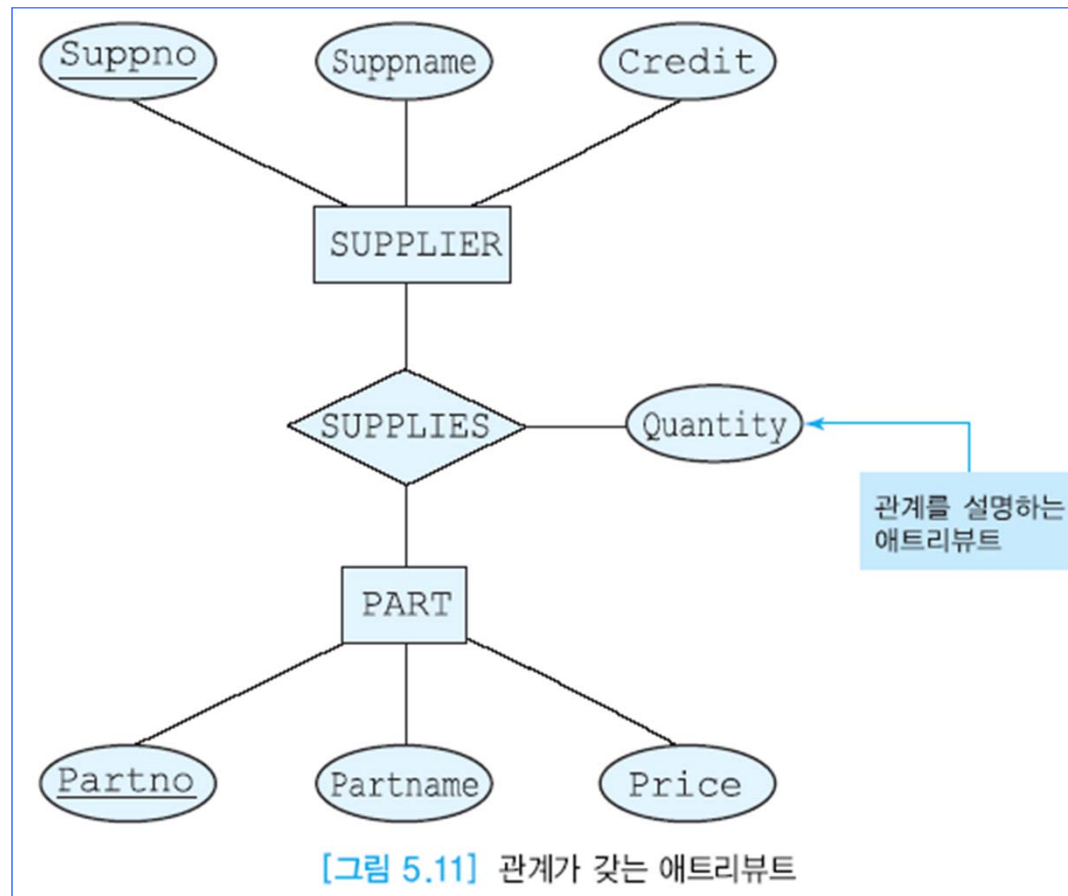 Suppno
Suppname
Credit
SUPPLIER
SUPPLIES
Quantity
관계를 설명하는
애트리뷰트
PART
Partno
Partname
Price
[그림 5.11] 관계가 갖는 애트리뷰트